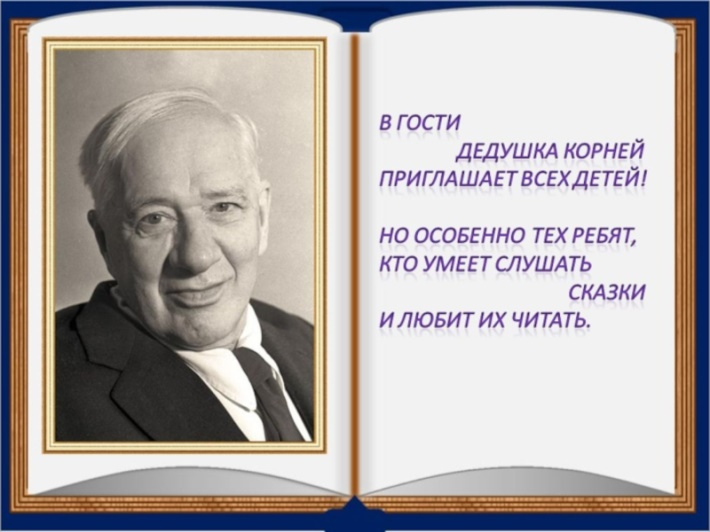 В ГОСТИ
ДЕДУШКА КОРНЕЙ
ПРИГЛАШАЕТ ВСЕХ ДЕТЕЙ!
НО ОСОБЕННО ТЕХ РЕБЯТ,
КТО УМЕЕТ СЛУШАТЬ
СКАЗКИ
И ЛЮБИТ ИХ ЧИТАТЬ.